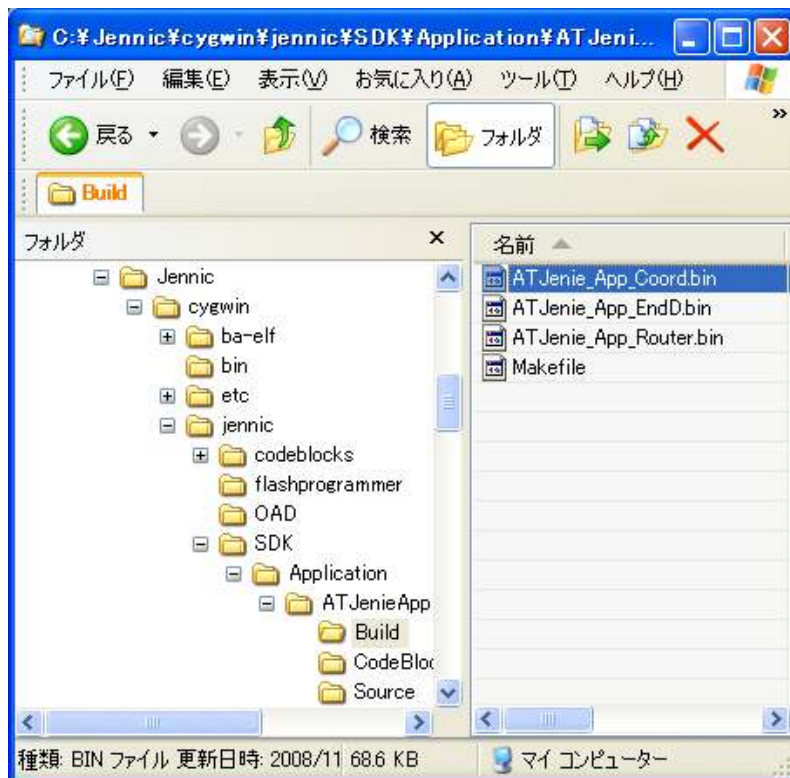 C:¥Jennic¥cygwin¥jennic¥SDK¥Application¥ATJeni...
ファイル(F) 編集(E) 表示(V) お気に入り(A) ツール(T) ヘルプ(H)
戻る 検索 フォルダ »
Build
フォルダ
Jennic
cygwin
ba-elf
bin
etc
jennic
codeblocks
flashprogrammer
OAD
SDK
Application
ATJenieApp
Build
CodeBloc
Source
名前
ATJenie_App_Coord.bin
ATJenie_App_EndD.bin
ATJenie_App_Router.bin
Makefile
種類: BIN ファイル 更新日時: 2008/11 68.6 KB マイ コンピューター